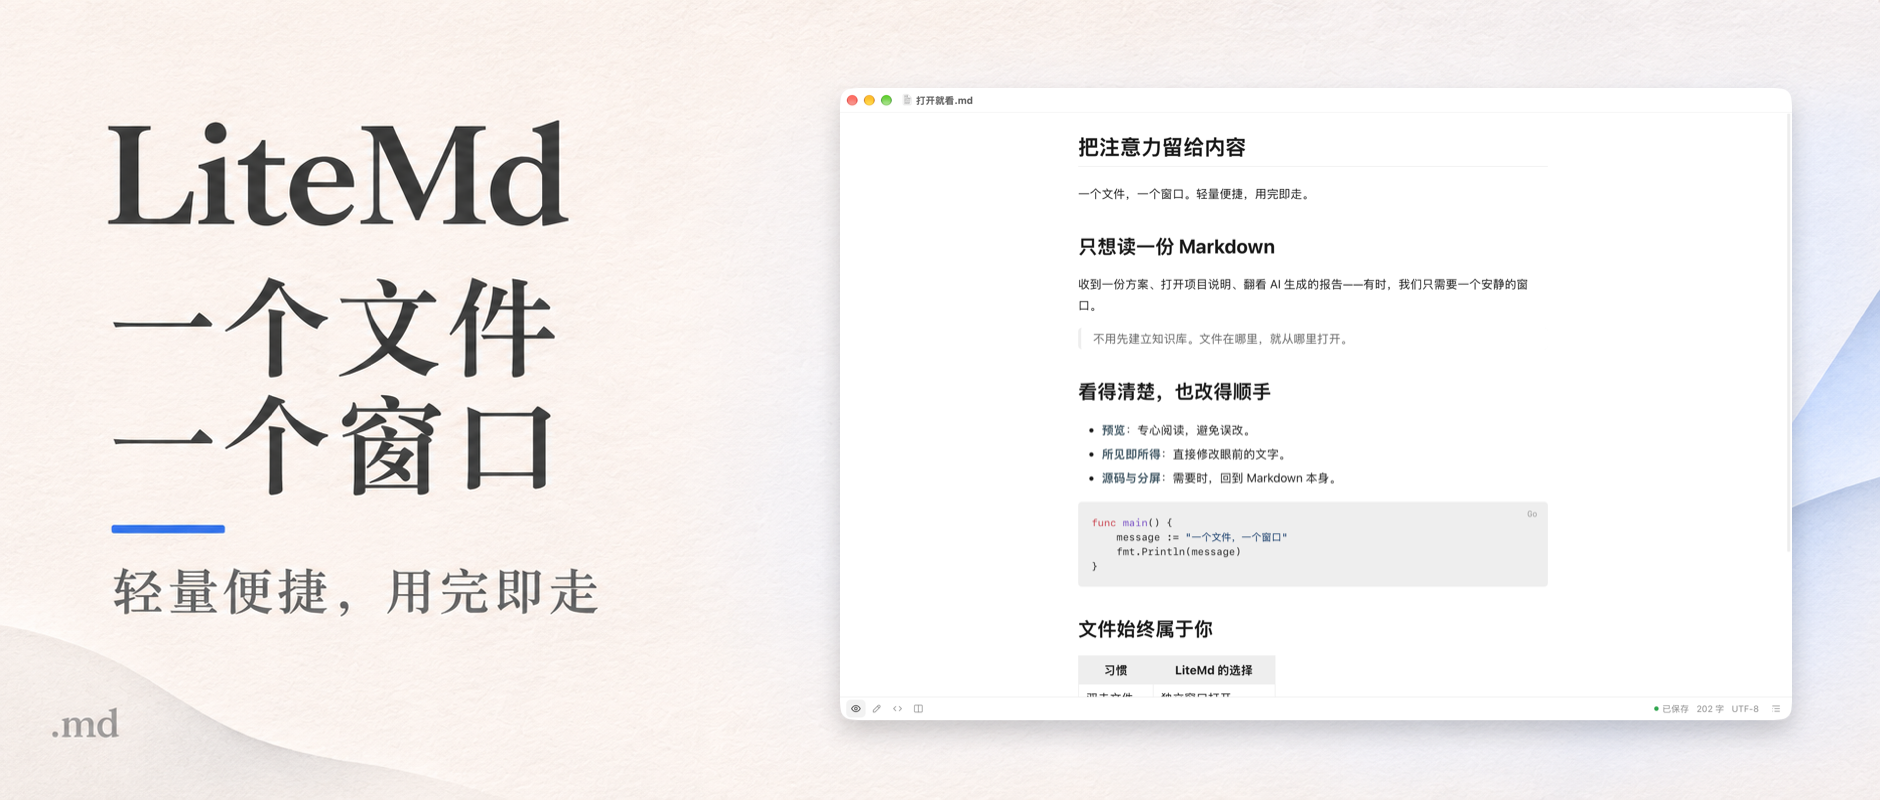 LiteMd
一个文件
一个窗口
轻量便捷，用完即走
.md
打开就看.md
把注意力留给内容
一个文件，一个窗口。轻量便捷，用完即走。
只想读一份 Markdown
收到一份方案、打开项目说明、翻看 AI 生成的报告——有时，我们只需要一个安静的窗
口。
不用先建立知识库。文件在哪里，就从哪里打开。
看得清楚，也改得顺手
• 预览：专心阅读，避免误改。
• 所见即所得：直接修改眼前的文字。
• 源码与分屏：需要时，回到 Markdown 本身。
Go
func main() {
    message := "一个文件，一个窗口"
    fmt.Println(message)
}
文件始终属于你
习惯 LiteMd 的选择
已保存 202 字 UTF-8